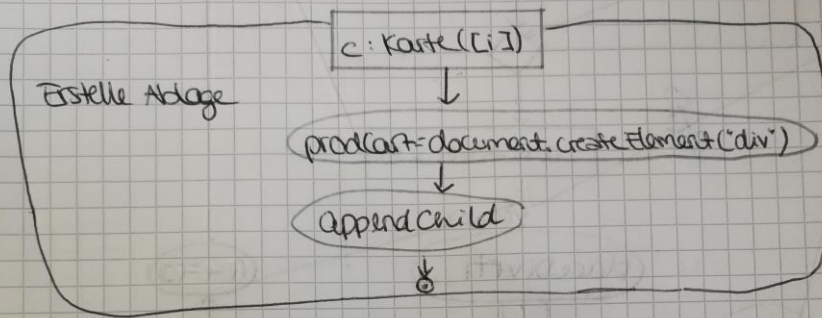 c: Karte([i])
Erstelle Ablage
prodCart=document.createElement("div")
appendChild